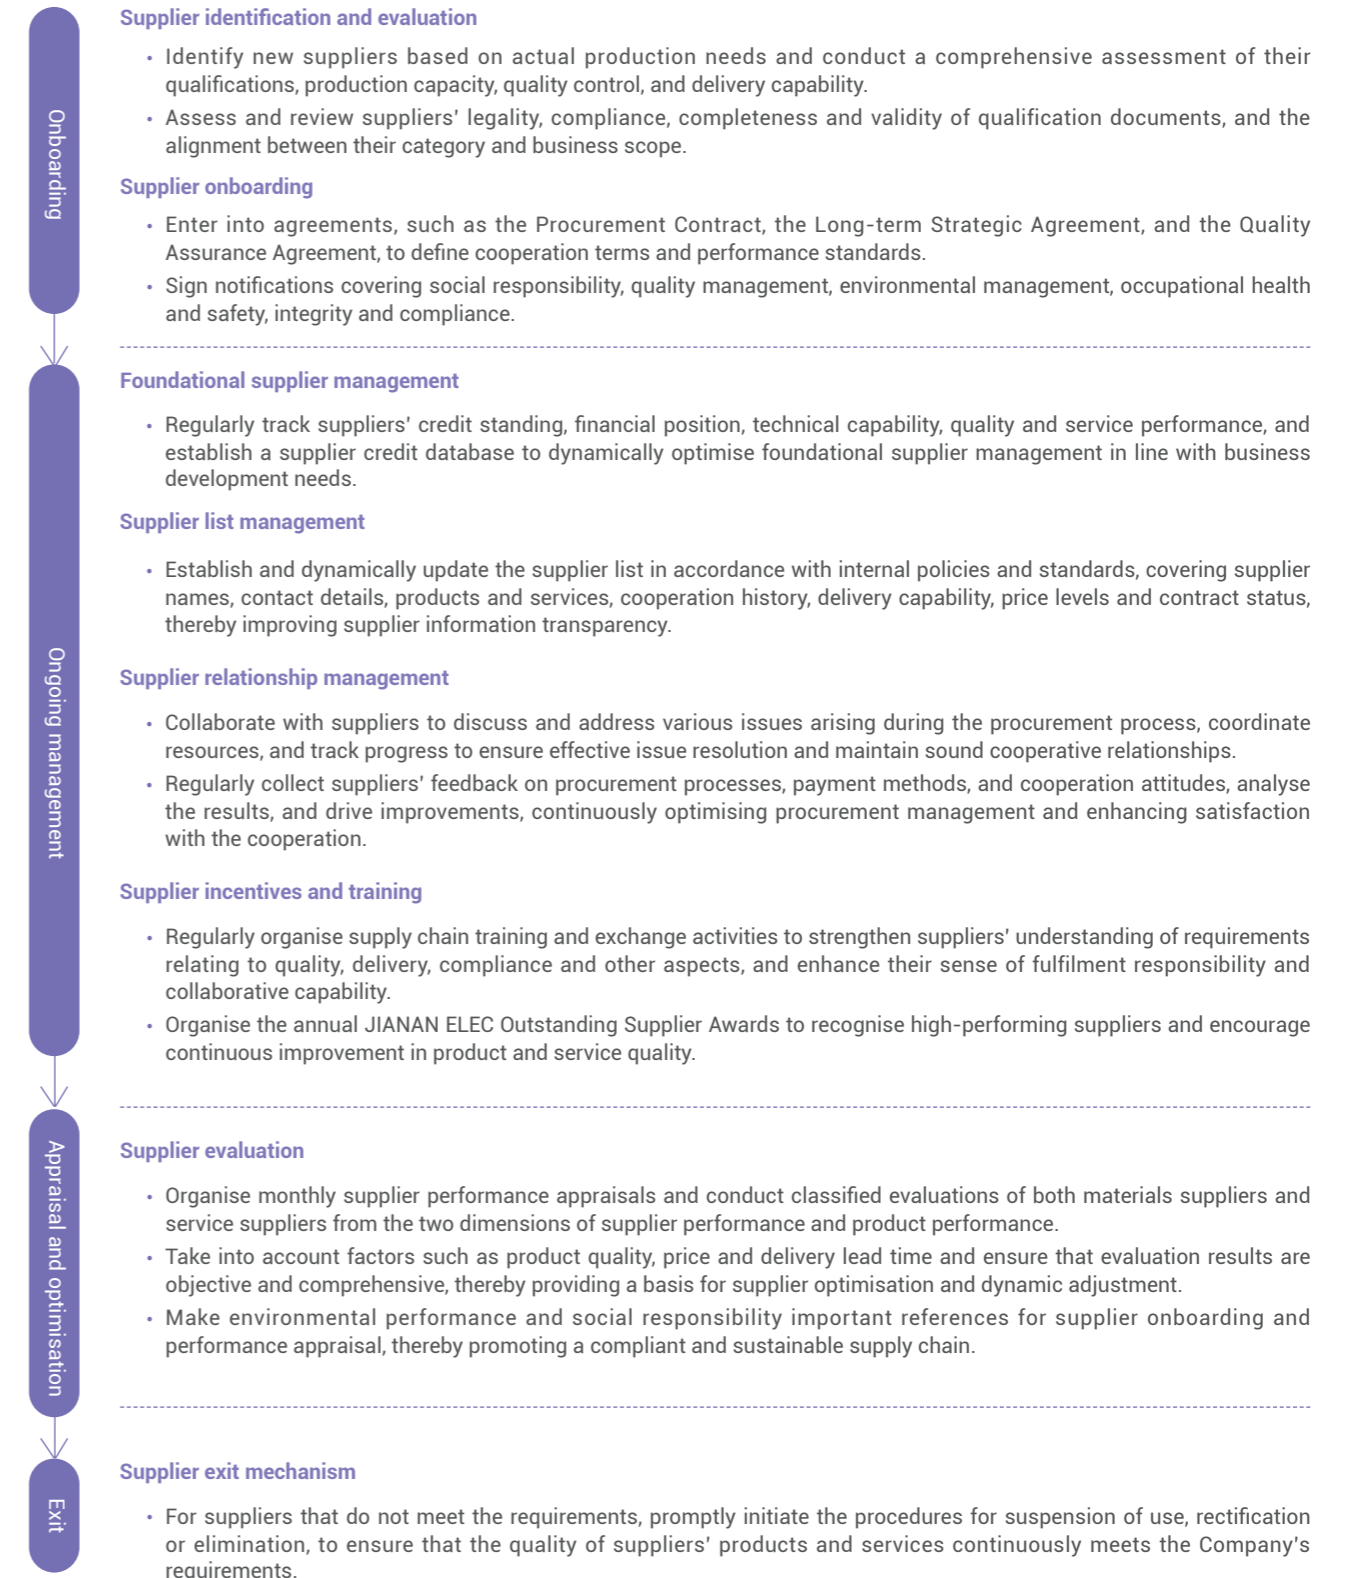 Onboarding
Supplier identification and evaluation
• Identify new suppliers based on actual production needs and conduct a comprehensive assessment of their
qualifications, production capacity, quality control, and delivery capability.
• Assess and review suppliers' legality, compliance, completeness and validity of qualification documents, and the
alignment between their category and business scope.
Supplier onboarding
• Enter into agreements, such as the Procurement Contract, the Long-term Strategic Agreement, and the Quality
Assurance Agreement, to define cooperation terms and performance standards.
• Sign notifications covering social responsibility, quality management, environmental management, occupational health
and safety, integrity and compliance.
Ongoing management
Foundational supplier management
• Regularly track suppliers' credit standing, financial position, technical capability, quality and service performance, and
establish a supplier credit database to dynamically optimise foundational supplier management in line with business
development needs.
Supplier list management
• Establish and dynamically update the supplier list in accordance with internal policies and standards, covering supplier
names, contact details, products and services, cooperation history, delivery capability, price levels and contract status,
thereby improving supplier information transparency.
Supplier relationship management
• Collaborate with suppliers to discuss and address various issues arising during the procurement process, coordinate
resources, and track progress to ensure effective issue resolution and maintain sound cooperative relationships.
• Regularly collect suppliers' feedback on procurement processes, payment methods, and cooperation attitudes, analyse
the results, and drive improvements, continuously optimising procurement management and enhancing satisfaction
with the cooperation.
Supplier incentives and training
• Regularly organise supply chain training and exchange activities to strengthen suppliers' understanding of requirements
relating to quality, delivery, compliance and other aspects, and enhance their sense of fulfilment responsibility and
collaborative capability.
• Organise the annual JIANAN ELEC Outstanding Supplier Awards to recognise high-performing suppliers and encourage
continuous improvement in product and service quality.
Appraisal and optimisation
Supplier evaluation
• Organise monthly supplier performance appraisals and conduct classified evaluations of both materials suppliers and
service suppliers from the two dimensions of supplier performance and product performance.
• Take into account factors such as product quality, price and delivery lead time and ensure that evaluation results are
objective and comprehensive, thereby providing a basis for supplier optimisation and dynamic adjustment.
• Make environmental performance and social responsibility important references for supplier onboarding and
performance appraisal, thereby promoting a compliant and sustainable supply chain.
Exit
Supplier exit mechanism
• For suppliers that do not meet the requirements, promptly initiate the procedures for suspension of use, rectification
or elimination, to ensure that the quality of suppliers' products and services continuously meets the Company's
requirements.